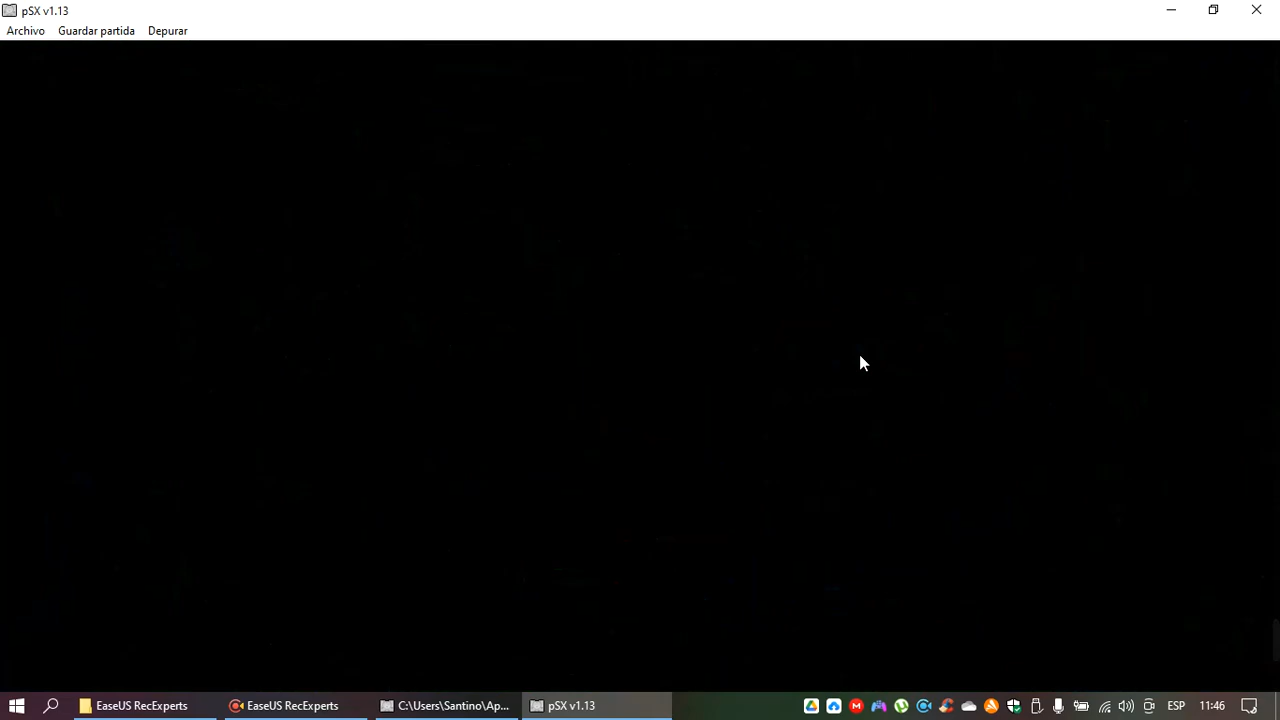 pSX v1.13
Archivo Guardar partida Depurar
EaseUS RecExperts EaseUS RecExperts C:\Users\Santino\Ap... pSX v1.13 ESP 11:46